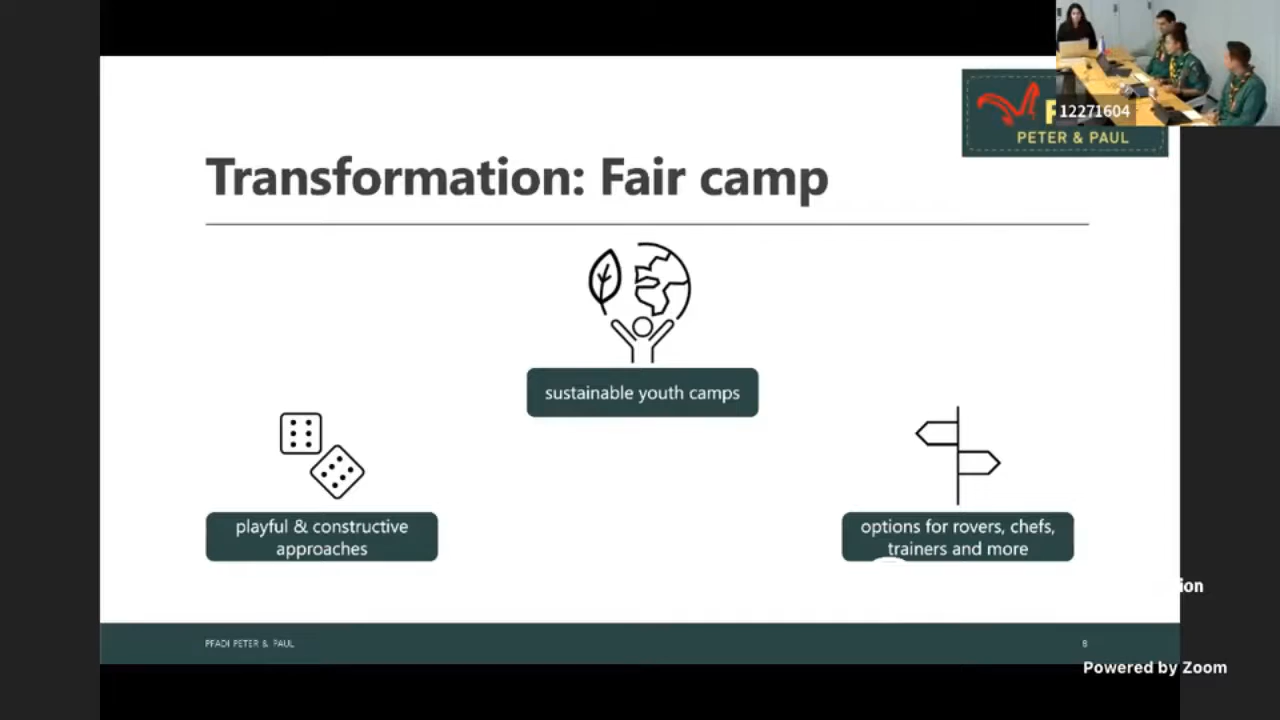 12271604
PETER & PAUL
Transformation: Fair camp
sustainable youth camps
playful & constructive
approaches
options for rovers, chefs,
trainers and more
PFADI PETER & PAUL
8
Powered by Zoom